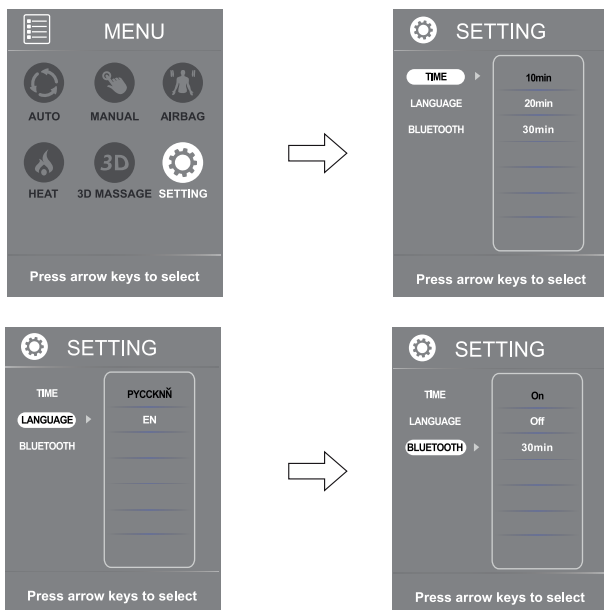 MENU
AUTO MANUAL AIRBAG
HEAT 3D 3D MASSAGE SETTING
Press arrow keys to select
SETTING
TIME 10min
LANGUAGE 20min
BLUETOOTH 30min
Press arrow keys to select
SETTING
TIME PYCCKNŇ
LANGUAGE EN
BLUETOOTH
Press arrow keys to select
SETTING
TIME On
LANGUAGE Off
BLUETOOTH 30min
Press arrow keys to select